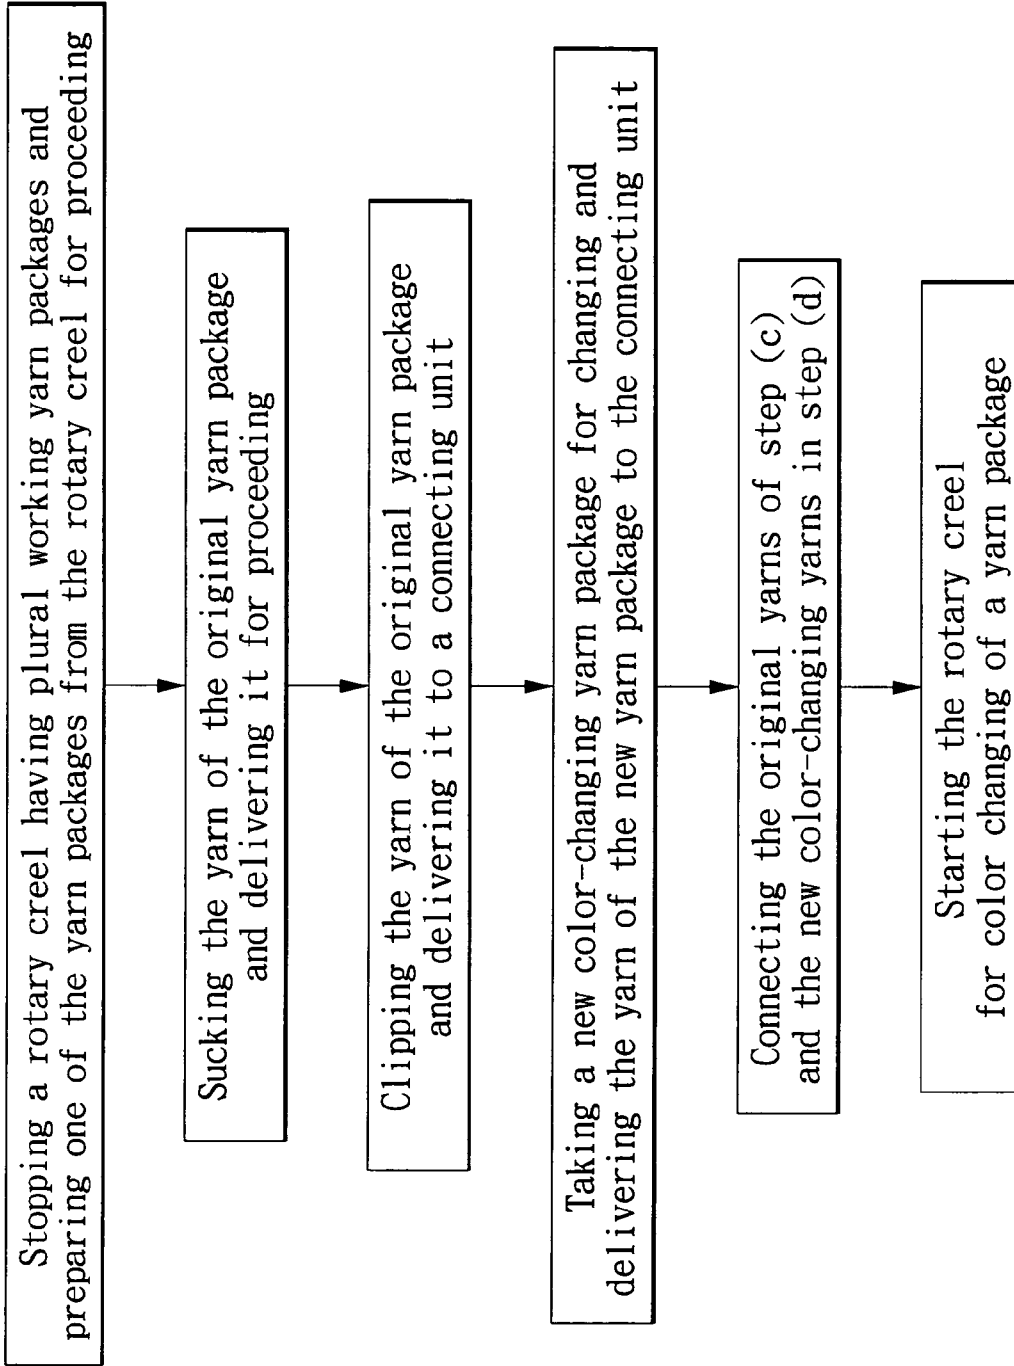 Stopping a rotary creel having plural working yarn packages and
preparing one of the yarn packages from the rotary creel for proceeding
Sucking the yarn of the original yarn package
and delivering it for proceeding
Clipping the yarn of the original yarn package
and delivering it to a connecting unit
Taking a new color-changing yarn package for changing and
delivering the yarn of the new yarn package to the connecting unit
Connecting the original yarns of step (c)
and the new color-changing yarns in step (d)
Starting the rotary creel
for color changing of a yarn package